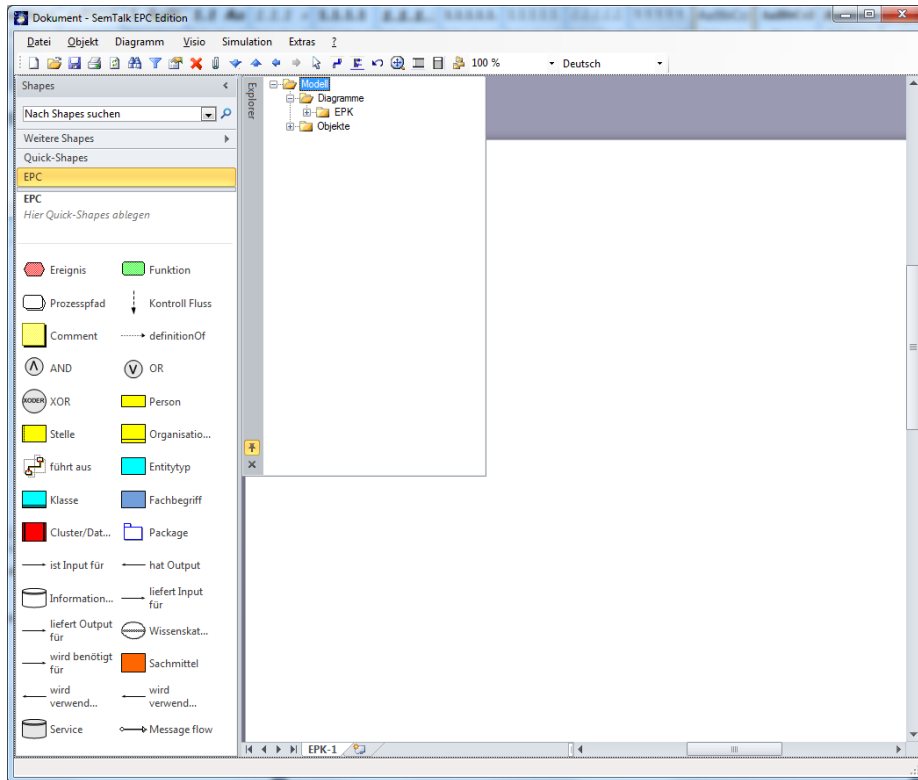 Dokument - SemTalk EPC Edition
Datei Objekt Diagramm Visio Simulation Extras ?
100 % Deutsch
Shapes
Nach Shapes suchen
Weitere Shapes
Quick-Shapes
EPC
EPC
Hier Quick-Shapes ablegen
Ereignis Funktion
Prozesspfad Kontroll Fluss
Comment definitionOf
AND OR
XODER XOR Person
Stelle Organisatio...
führt aus Entitytyp
Klasse Fachbegriff
Cluster/Dat... Package
ist Input für hat Output
Information... liefert Input
für
liefert Output
für Wissenskat...
wird benötigt
für Sachmittel
wird
verwend... wird
verwend...
Service Message flow
Explorer
Modell
Diagramme
EPK
Objekte
EPK-1